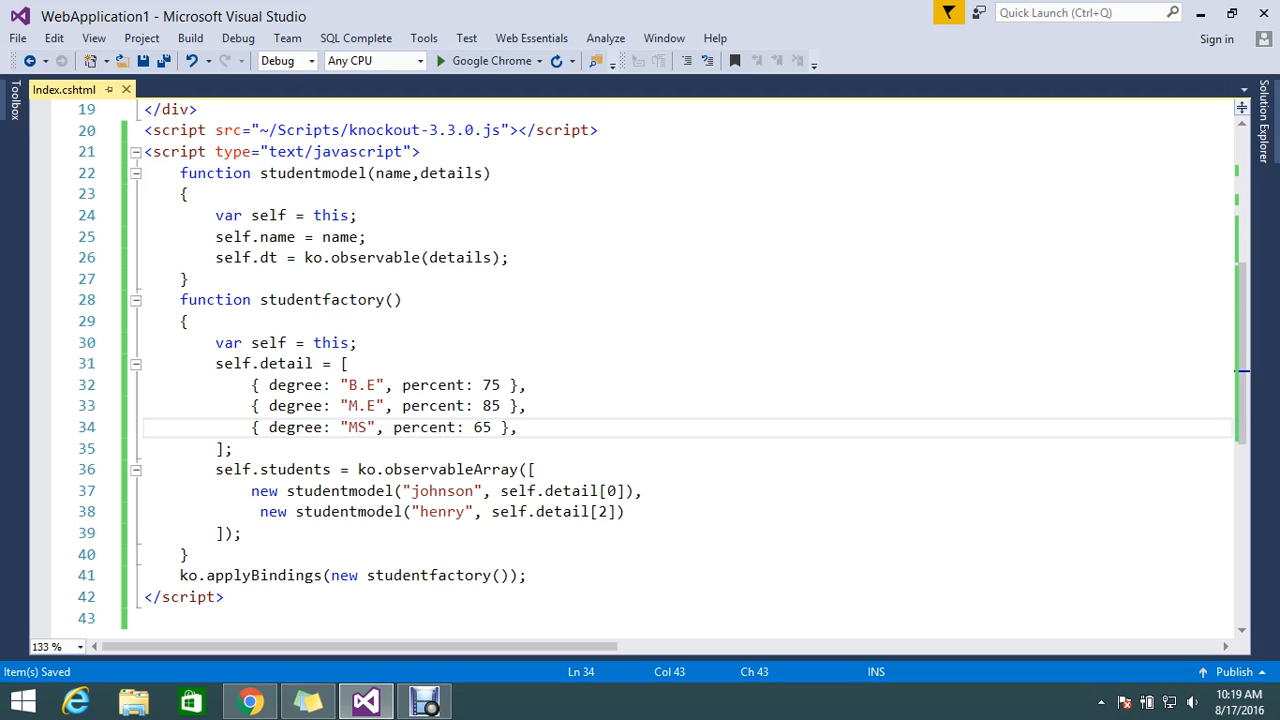 WebApplication1 - Microsoft Visual Studio
Quick Launch (Ctrl+Q)
File Edit View Project Build Debug Team SQL Complete Tools Test Web Essentials Analyze Window Help
Sign in
Debug Any CPU Google Chrome
Toolbox
Solution Explorer
Index.cshtml
19 </div>
20 <script src="~/Scripts/knockout-3.3.0.js"></script>
21 <script type="text/javascript">
22 function studentmodel(name,details)
23 {
24 var self = this;
25 self.name = name;
26 self.dt = ko.observable(details);
27 }
28 function studentfactory()
29 {
30 var self = this;
31 self.detail = [
32 { degree: "B.E", percent: 75 },
33 { degree: "M.E", percent: 85 },
34 { degree: "MS", percent: 65 },
35 ];
36 self.students = ko.observableArray([
37 new studentmodel("johnson", self.detail[0]),
38 new studentmodel("henry", self.detail[2])
39 ]);
40 }
41 ko.applyBindings(new studentfactory());
42 </script>
43
133 %
Item(s) Saved Ln 34 Col 43 Ch 43 INS Publish
10:19 AM
8/17/2016